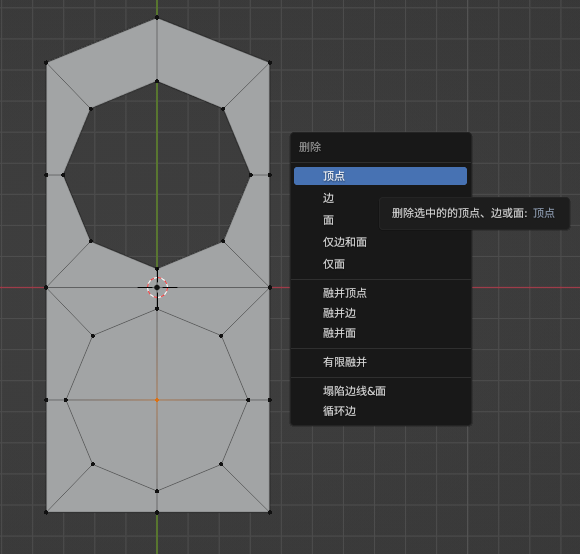 删除
顶点
边
删除选中的的顶点、边或面: 顶点
面
仅边和面
仅面
融并顶点
融并边
融并面
有限融并
塌陷边线&面
循环边